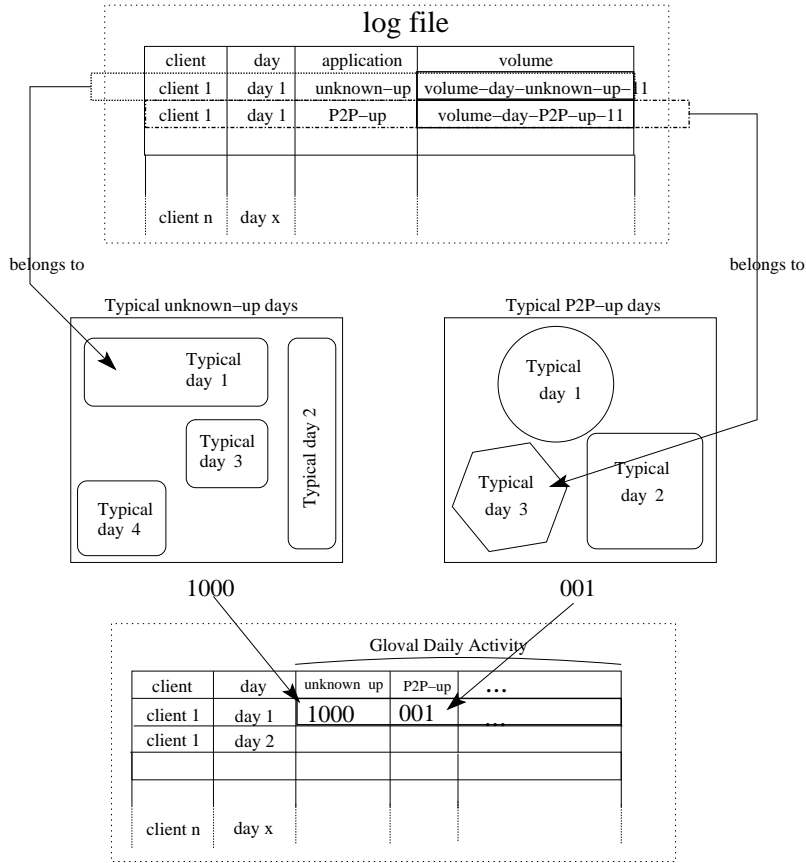 log file
client day application volume
client 1 day 1 unknown−up volume−day−unknown−up−11
client 1 day 1 P2P−up volume−day−P2P−up−11
client n day x
belongs to belongs to
Typical unknown−up days Typical P2P−up days
Typical
day 1
Typical day 2
Typical
day 3
Typical
day 4
Typical
day 1
Typical
day 2
Typical
day 3
1000 001
Gloval Daily Activity
client day unknown up P2P−up ...
client 1 day 1 1000 001 ...
client 1 day 2
client n day x